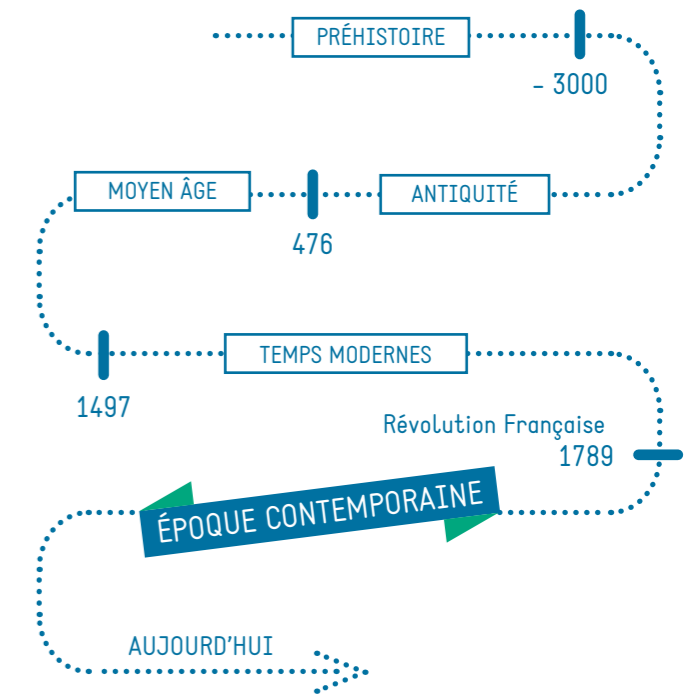 PRÉHISTOIRE
- 3000
MOYEN ÂGE
ANTIQUITÉ
476
TEMPS MODERNES
1497
Révolution Française
1789
ÉPOQUE CONTEMPORAINE
AUJOURD'HUI